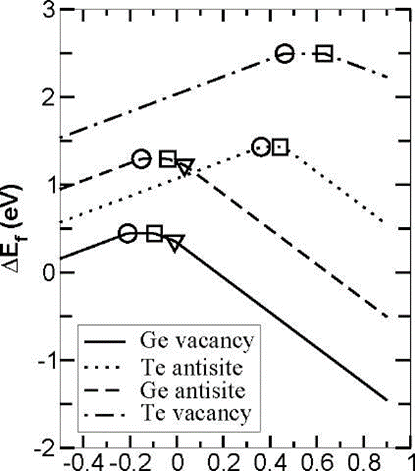 3
2
1
0
-1
-2
ΔE_f (eV)
Ge vacancy
Te antisite
Ge antisite
Te vacancy
-0.4 -0.2 0 0.2 0.4 0.6 0.8 1